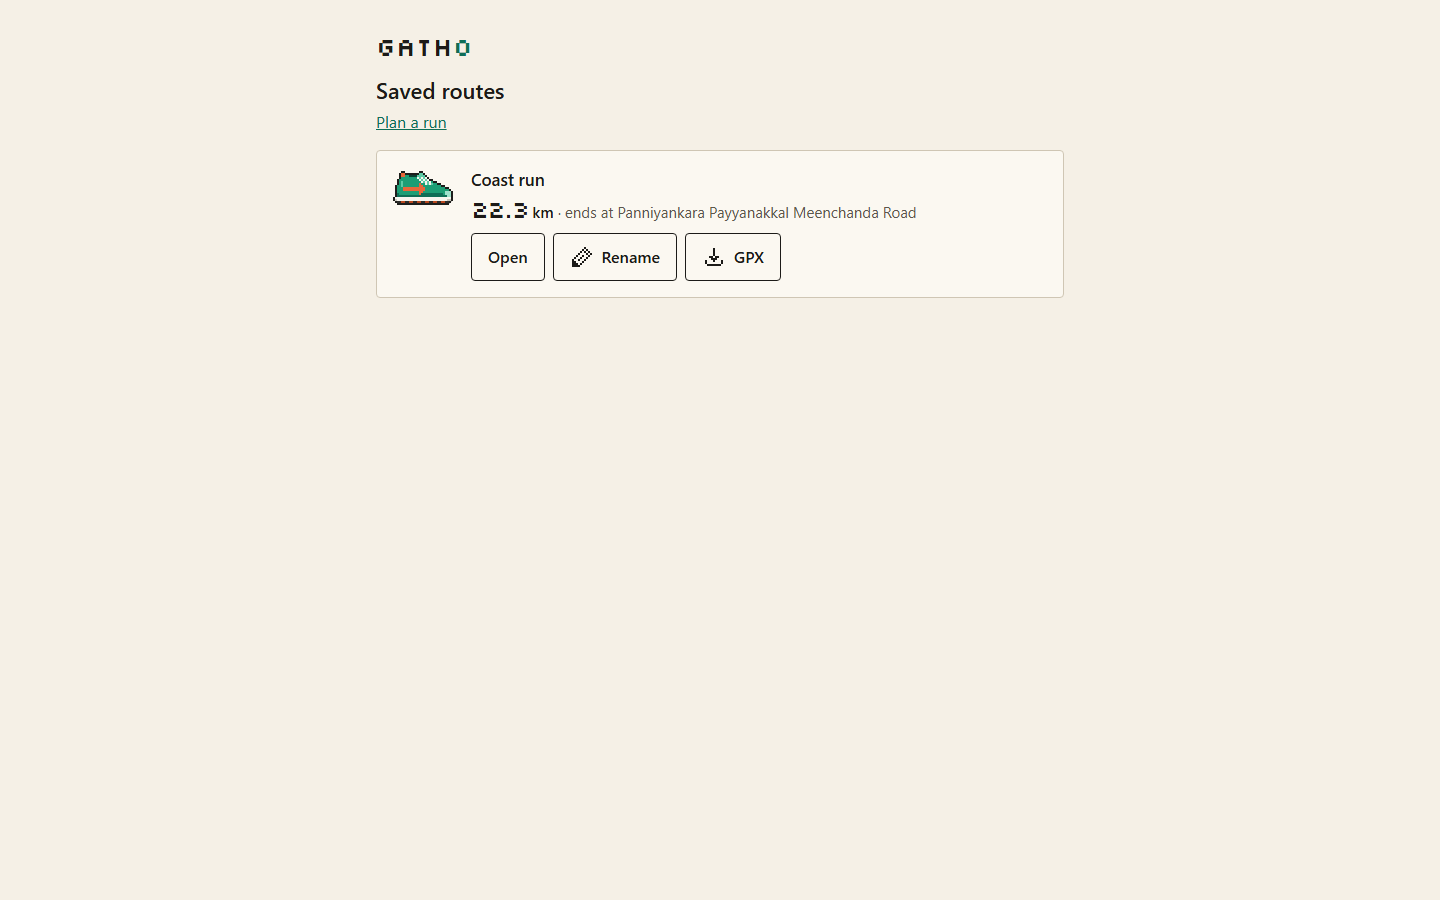 GATHO
Saved routes
Plan a run
Coast run
22.3 km · ends at Panniyankara Payyanakkal Meenchanda Road
Open Rename GPX